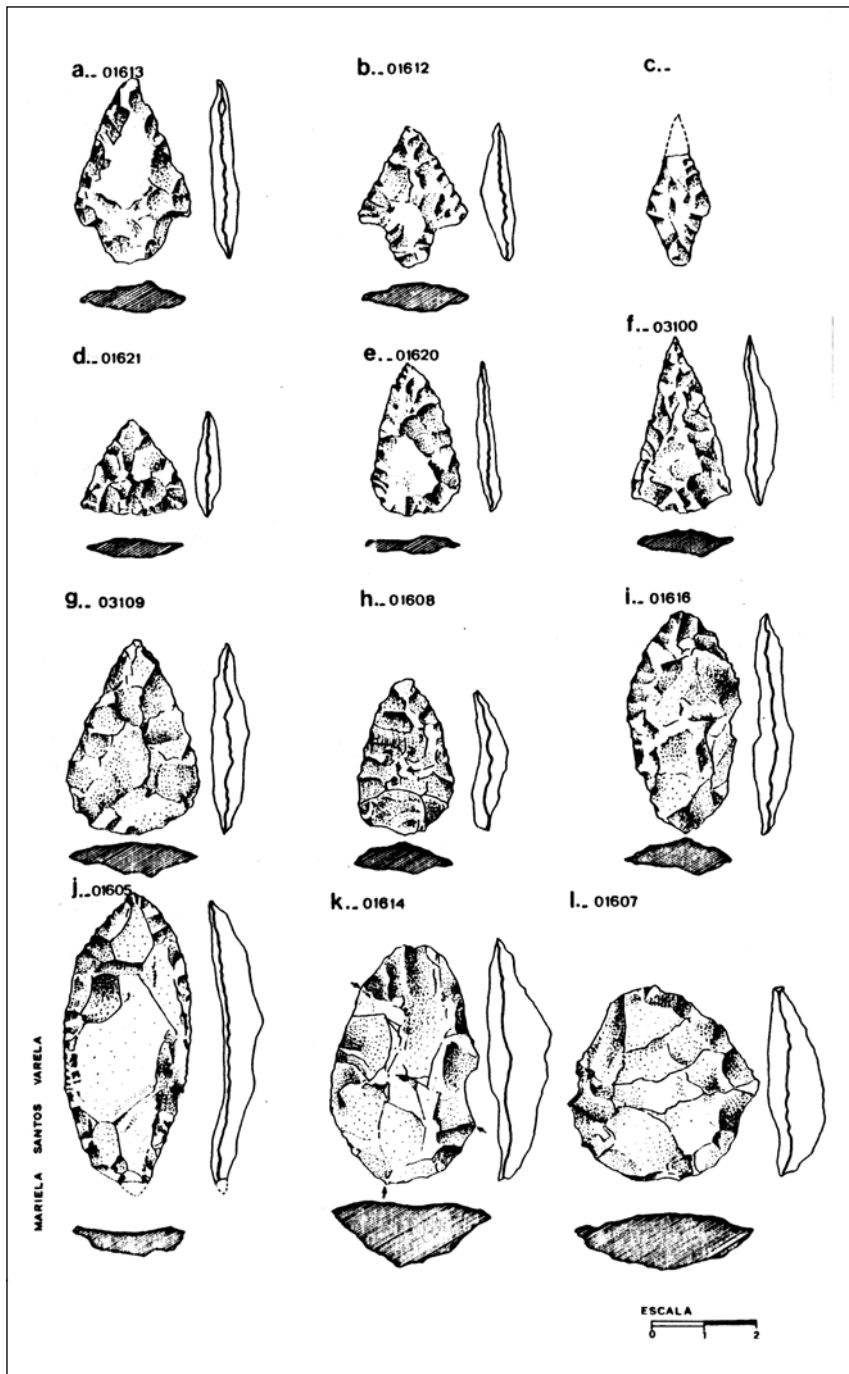 a._ 01613
b._ 01612
c._
d._ 01621
e._ 01620
f._ 03100
g._ 03109
h._ 01608
i._ 01616
j._ 01605
k._ 01614
l._ 01607
MARIELA SANTOS VARELA
ESCALA
0 1 2